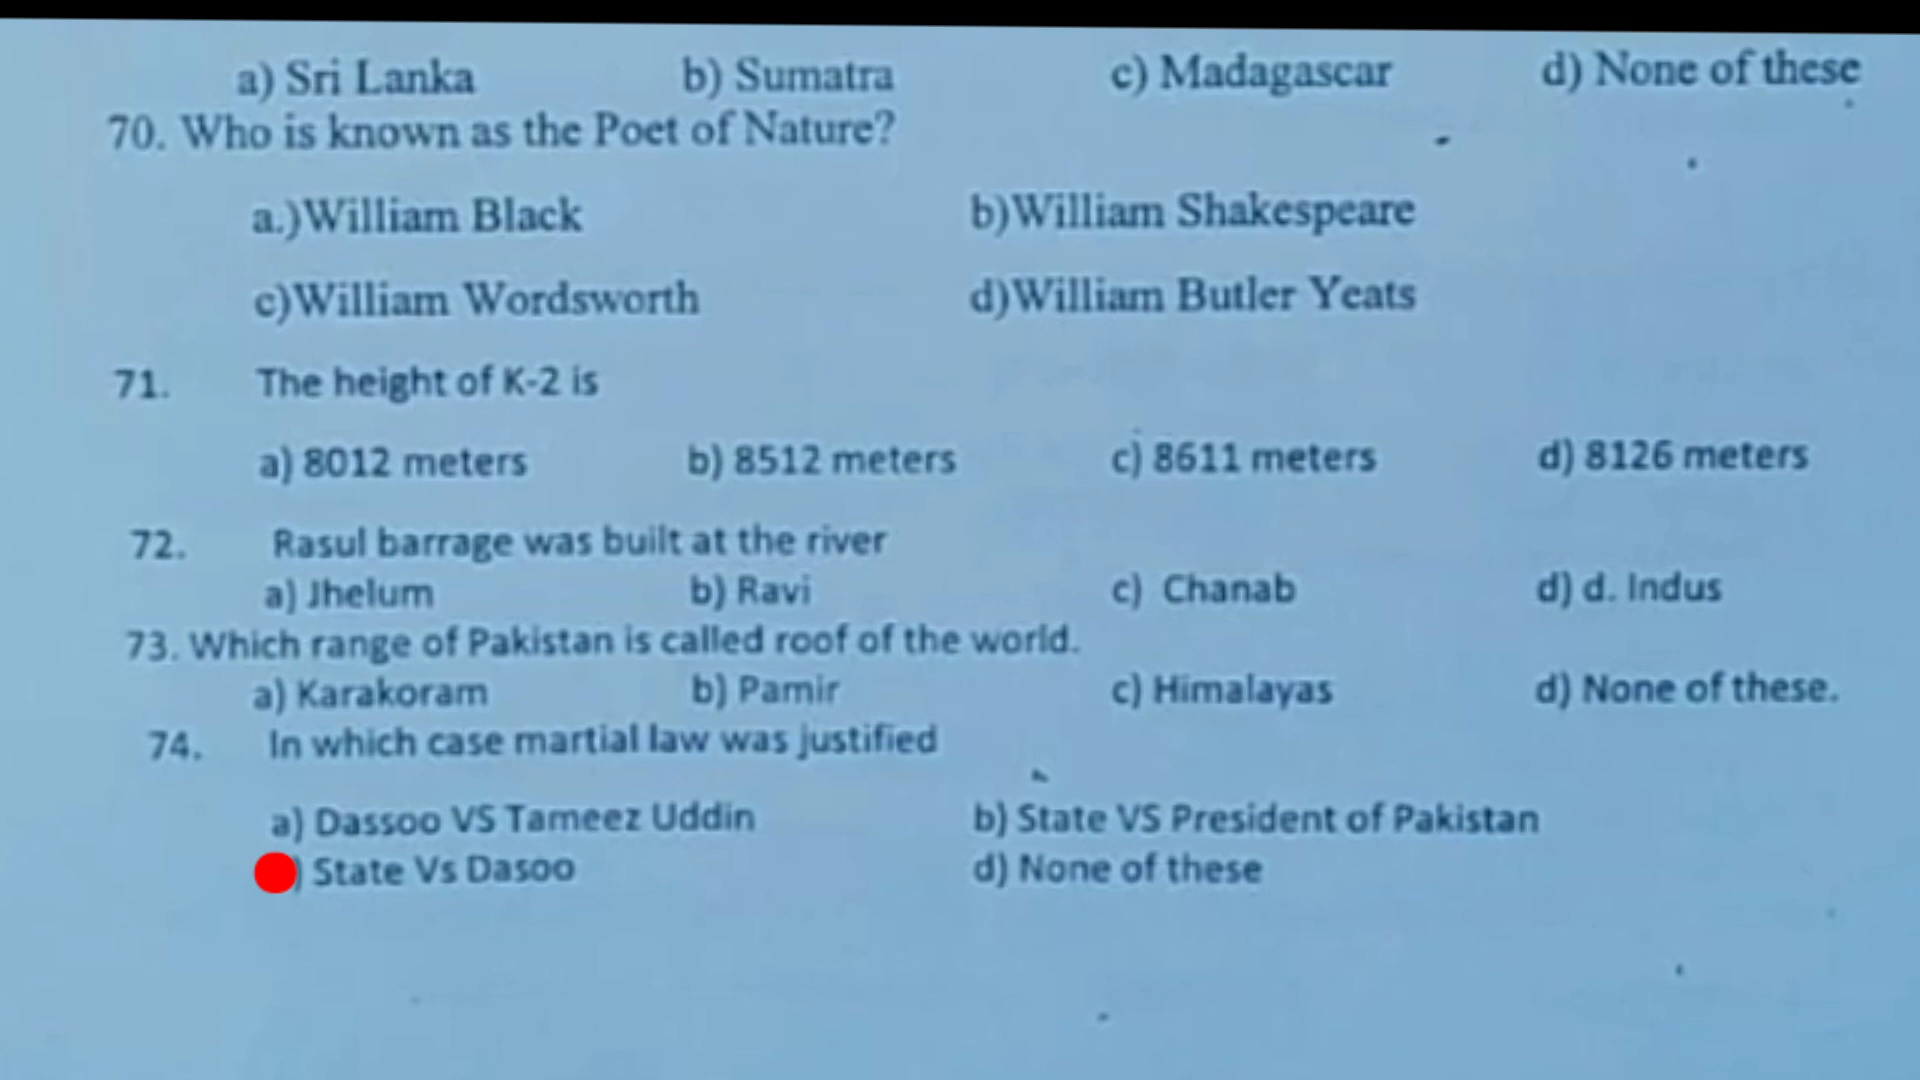 a) Sri Lanka b) Sumatra c) Madagascar d) None of these
70. Who is known as the Poet of Nature?
a.)William Black b)William Shakespeare
c)William Wordsworth d)William Butler Yeats
71. The height of K-2 is
a) 8012 meters b) 8512 meters c) 8611 meters d) 8126 meters
72. Rasul barrage was built at the river
a) Jhelum b) Ravi c) Chanab d) d. Indus
73. Which range of Pakistan is called roof of the world.
a) Karakoram b) Pamir c) Himalayas d) None of these.
74. In which case martial law was justified
a) Dassoo VS Tameez Uddin b) State VS President of Pakistan
) State Vs Dasoo d) None of these